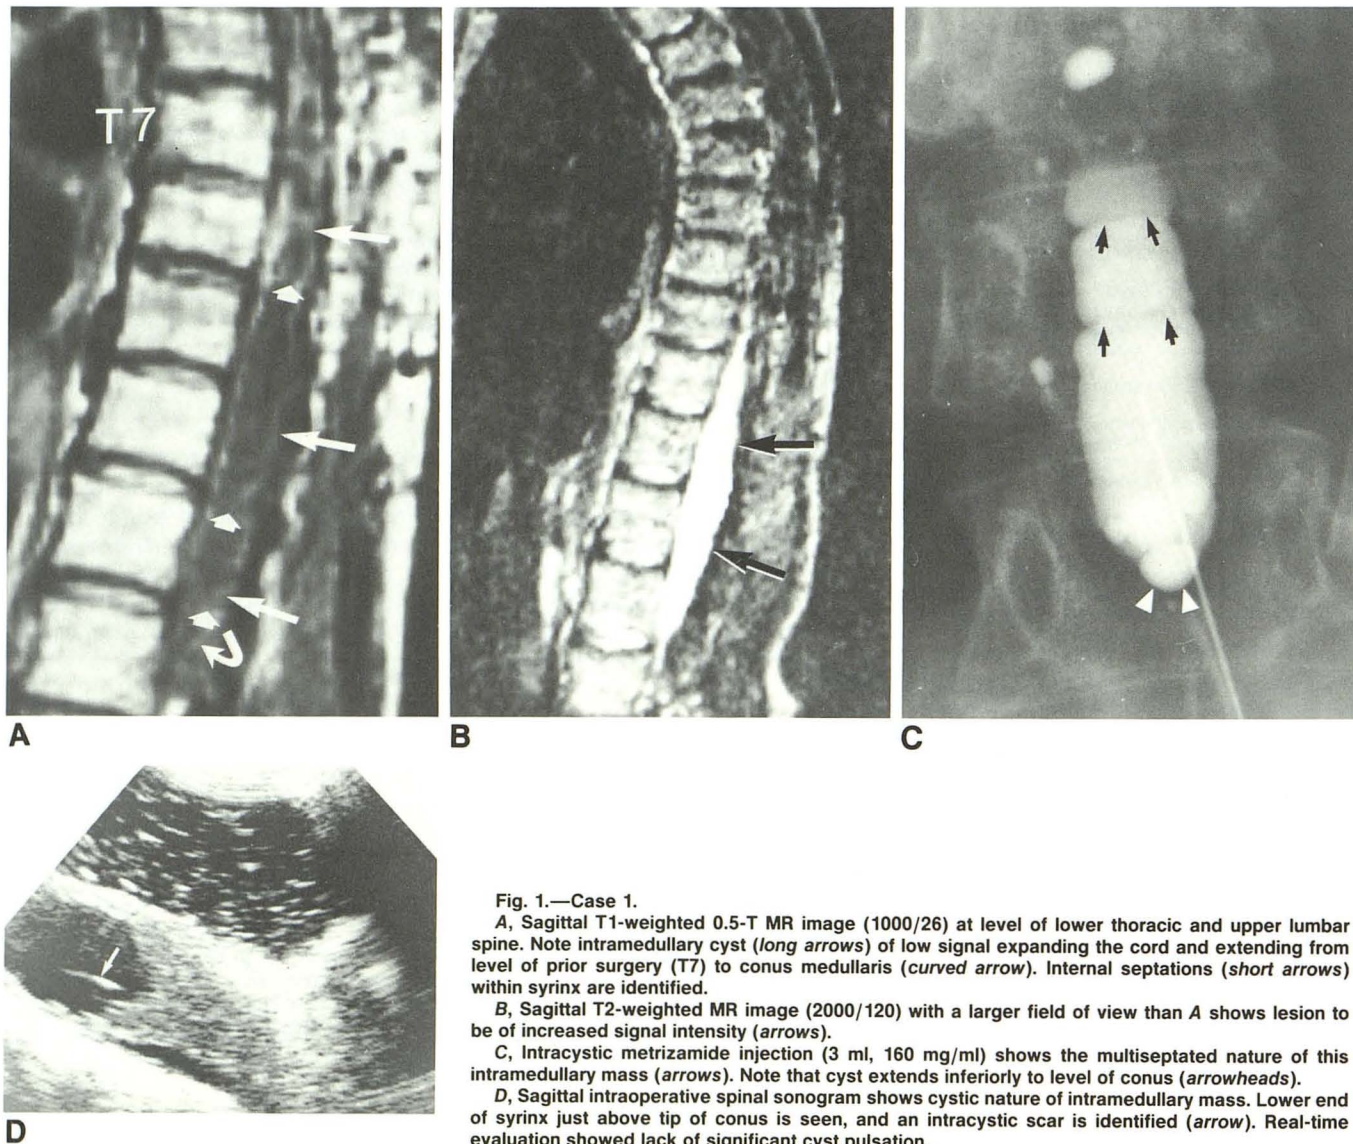 T7
A
B
C
D
Fig. 1.—Case 1.
A, Sagittal T1-weighted 0.5-T MR image (1000/26) at level of lower thoracic and upper lumbar
spine. Note intramedullary cyst (long arrows) of low signal expanding the cord and extending from
level of prior surgery (T7) to conus medullaris (curved arrow). Internal septations (short arrows)
within syrinx are identified.
B, Sagittal T2-weighted MR image (2000/120) with a larger field of view than A shows lesion to
be of increased signal intensity (arrows).
C, Intracystic metrizamide injection (3 ml, 160 mg/ml) shows the multiseptated nature of this
intramedullary mass (arrows). Note that cyst extends inferiorly to level of conus (arrowheads).
D, Sagittal intraoperative spinal sonogram shows cystic nature of intramedullary mass. Lower end
of syrinx just above tip of conus is seen, and an intracystic scar is identified (arrow). Real-time
evaluation showed lack of significant cyst pulsation.